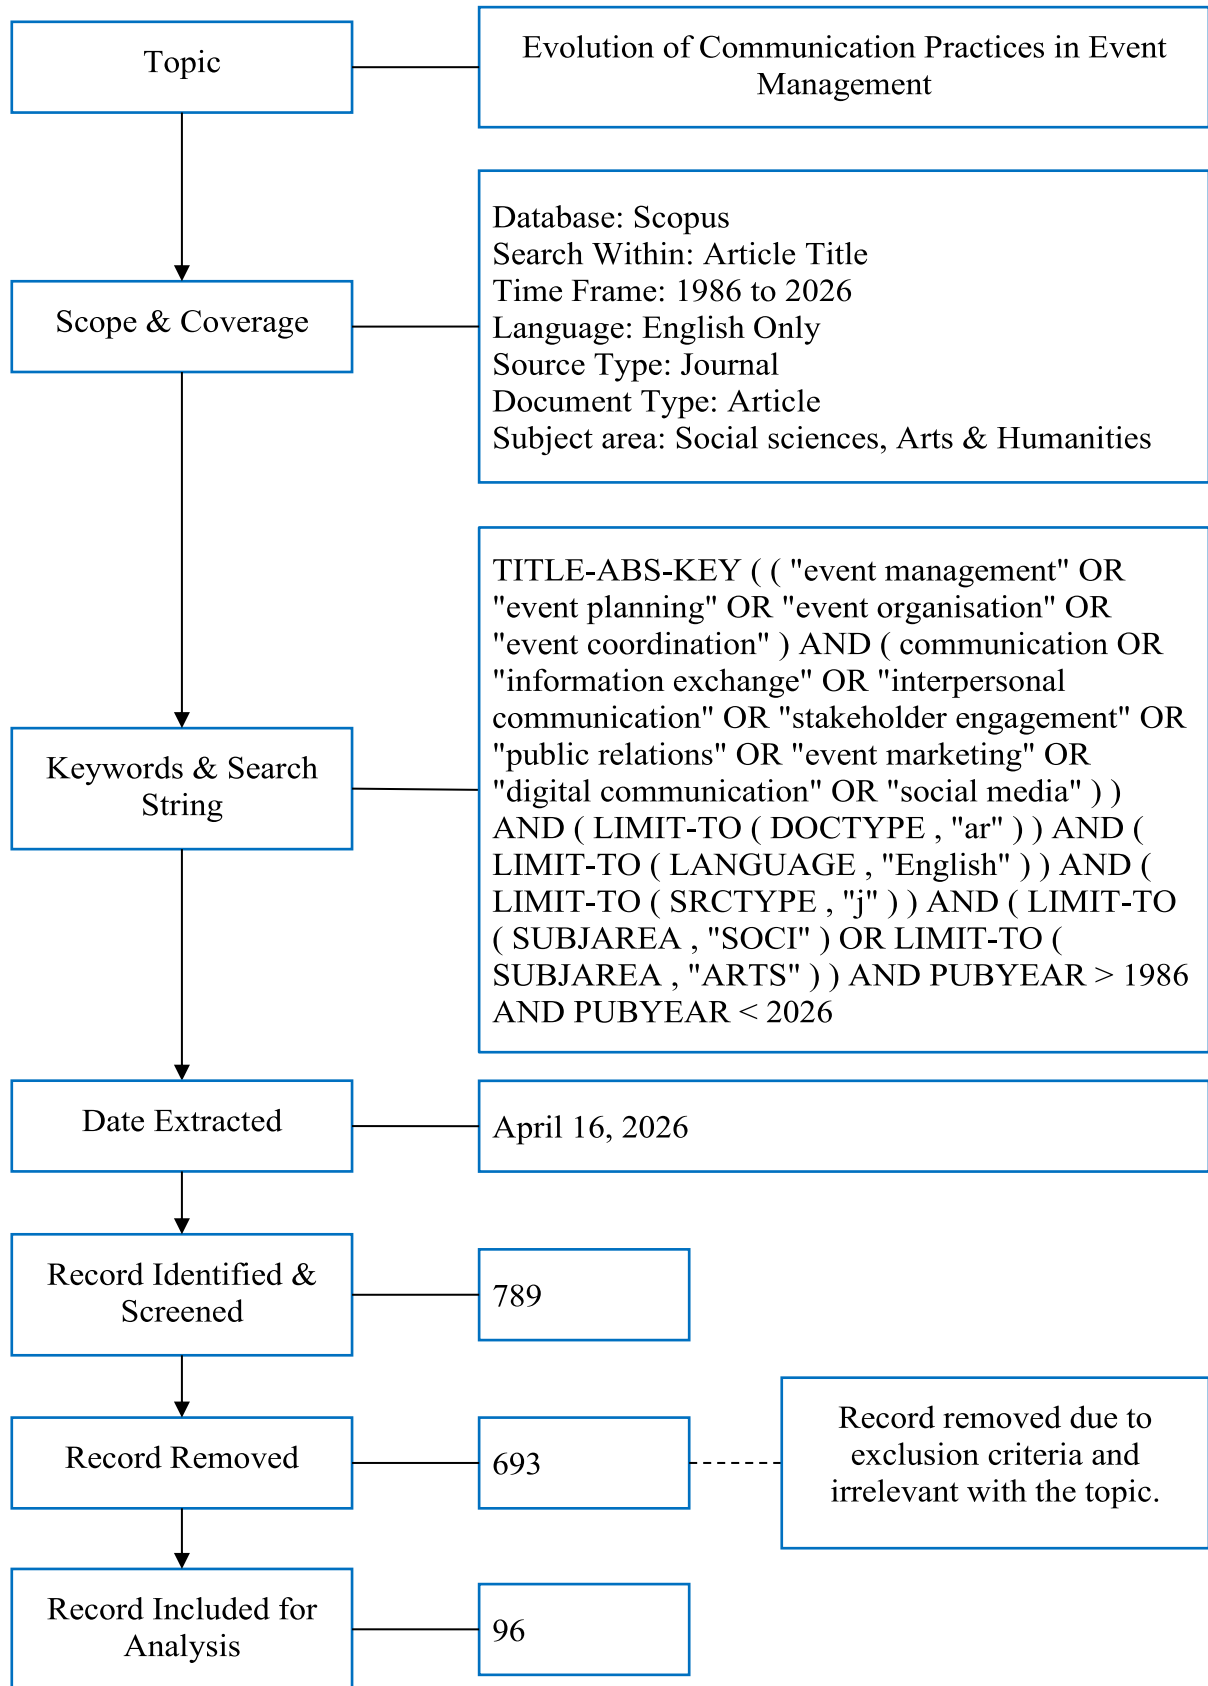 Topic
Evolution of Communication Practices in Event
Management
Scope & Coverage
Database: Scopus
Search Within: Article Title
Time Frame: 1986 to 2026
Language: English Only
Source Type: Journal
Document Type: Article
Subject area: Social sciences, Arts & Humanities
Keywords & Search
String
TITLE-ABS-KEY ( ( "event management" OR
"event planning" OR "event organisation" OR
"event coordination" ) AND ( communication OR
"information exchange" OR "interpersonal
communication" OR "stakeholder engagement" OR
"public relations" OR "event marketing" OR
"digital communication" OR "social media" ) )
AND ( LIMIT-TO ( DOCTYPE , "ar" ) ) AND (
LIMIT-TO ( LANGUAGE , "English" ) ) AND (
LIMIT-TO ( SRCTYPE , "j" ) ) AND ( LIMIT-TO
( SUBJAREA , "SOCI" ) OR LIMIT-TO (
SUBJAREA , "ARTS" ) ) AND PUBYEAR > 1986
AND PUBYEAR < 2026
Date Extracted
April 16, 2026
Record Identified &
Screened
789
Record Removed
693
Record removed due to
exclusion criteria and
irrelevant with the topic.
Record Included for
Analysis
96